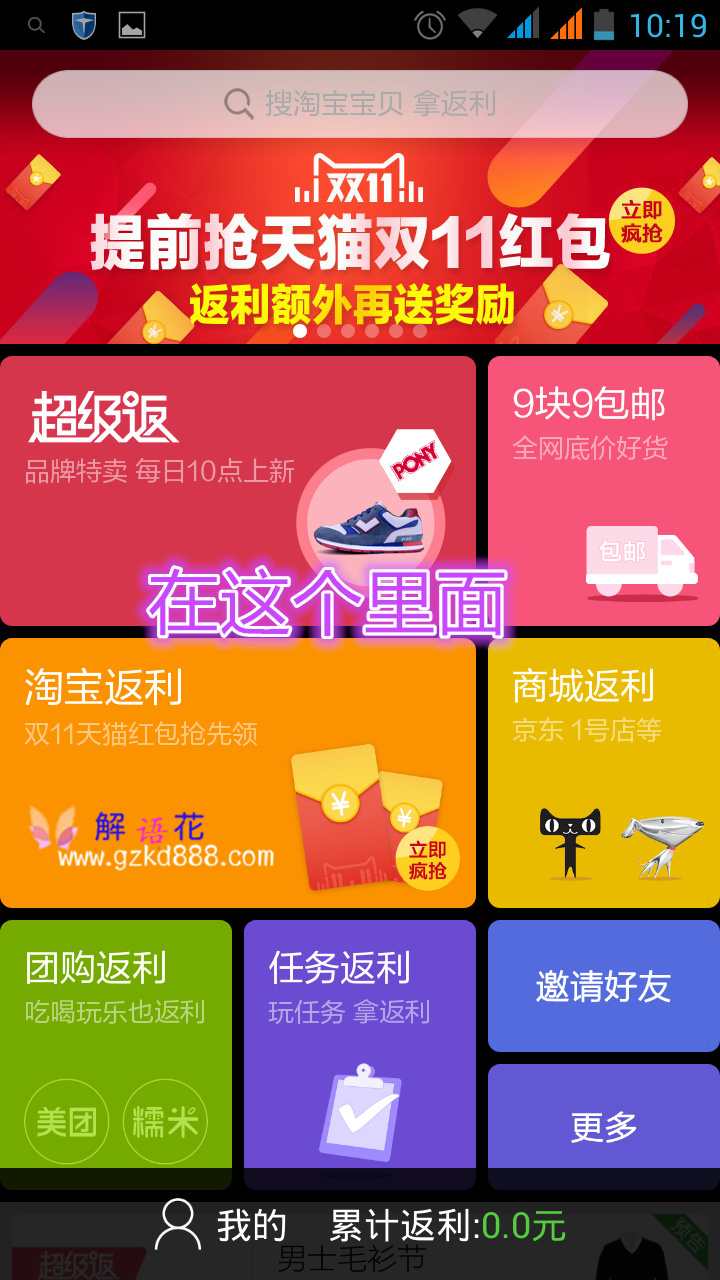 10:19
搜淘宝宝贝 拿返利
双11
提前抢天猫双11红包
立即
疯抢
返利额外再送奖励
超级返
品牌特卖 每日10点上新
PONY
9块9包邮
全网底价好货
包邮
在这个里面
淘宝返利
双11天猫红包抢先领
解语花
www.gzkd888.com
¥
¥
立即
疯抢
商城返利
京东 1号店等
团购返利
吃喝玩乐也返利
美团
糯米
任务返利
玩任务 拿返利
邀请好友
更多
我的
累计返利:0.0元
超级返
男士毛衫节
预告